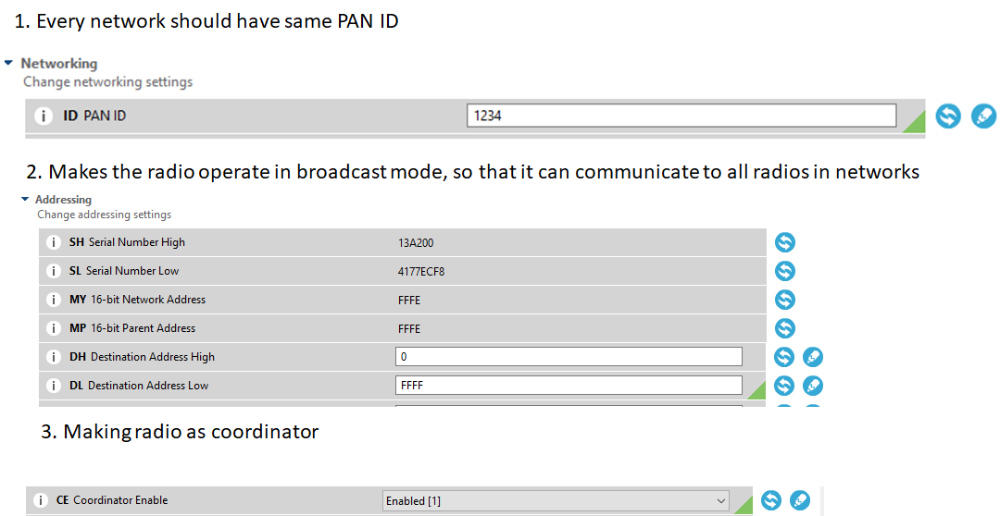 1. Every network should have same PAN ID
Networking
Change networking settings
i ID PAN ID 1234
2. Makes the radio operate in broadcast mode, so that it can communicate to all radios in networks
Addressing
Change addressing settings
i SH Serial Number High 13A200
i SL Serial Number Low 4177ECF8
i MY 16-bit Network Address FFFE
i MP 16-bit Parent Address FFFE
i DH Destination Address High 0
i DL Destination Address Low FFFF
3. Making radio as coordinator
i CE Coordinator Enable Enabled [1]